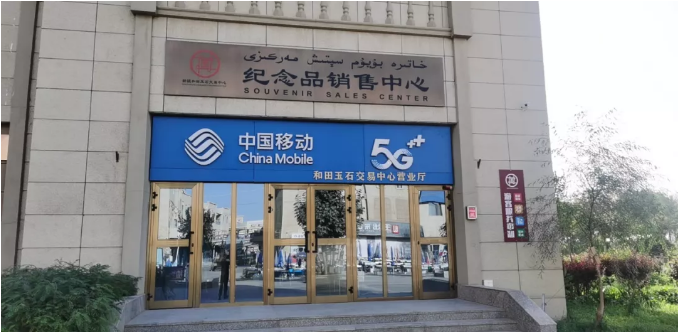 خاتىرە بۇيۇم سېتىش مەركىزى
纪念品销售中心
SOUVENIR SALES CENTER
中国移动
China Mobile
5G++
和田玉石交易中心营业厅